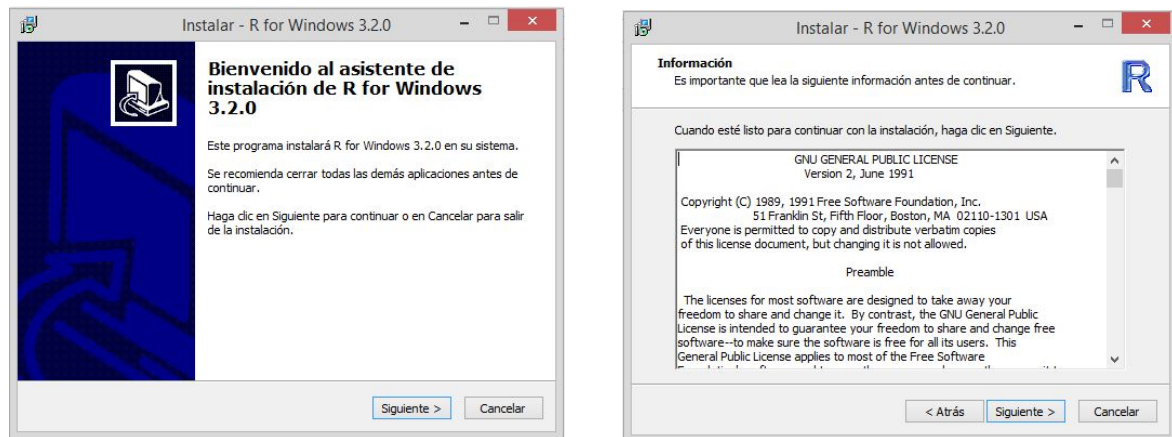 Instalar - R for Windows 3.2.0
Bienvenido al asistente de
instalación de R for Windows
3.2.0
Este programa instalará R for Windows 3.2.0 en su sistema.
Se recomienda cerrar todas las demás aplicaciones antes de
continuar.
Haga clic en Siguiente para continuar o en Cancelar para salir
de la instalación.
Siguiente >
Cancelar
Instalar - R for Windows 3.2.0
Información
Es importante que lea la siguiente información antes de continuar.
R
Cuando esté listo para continuar con la instalación, haga clic en Siguiente.
GNU GENERAL PUBLIC LICENSE
Version 2, June 1991
Copyright (C) 1989, 1991 Free Software Foundation, Inc.
51 Franklin St, Fifth Floor, Boston, MA 02110-1301 USA
Everyone is permitted to copy and distribute verbatim copies
of this license document, but changing it is not allowed.
Preamble
The licenses for most software are designed to take away your
freedom to share and change it. By contrast, the GNU General Public
License is intended to guarantee your freedom to share and change free
software--to make sure the software is free for all its users. This
General Public License applies to most of the Free Software
< Atrás
Siguiente >
Cancelar